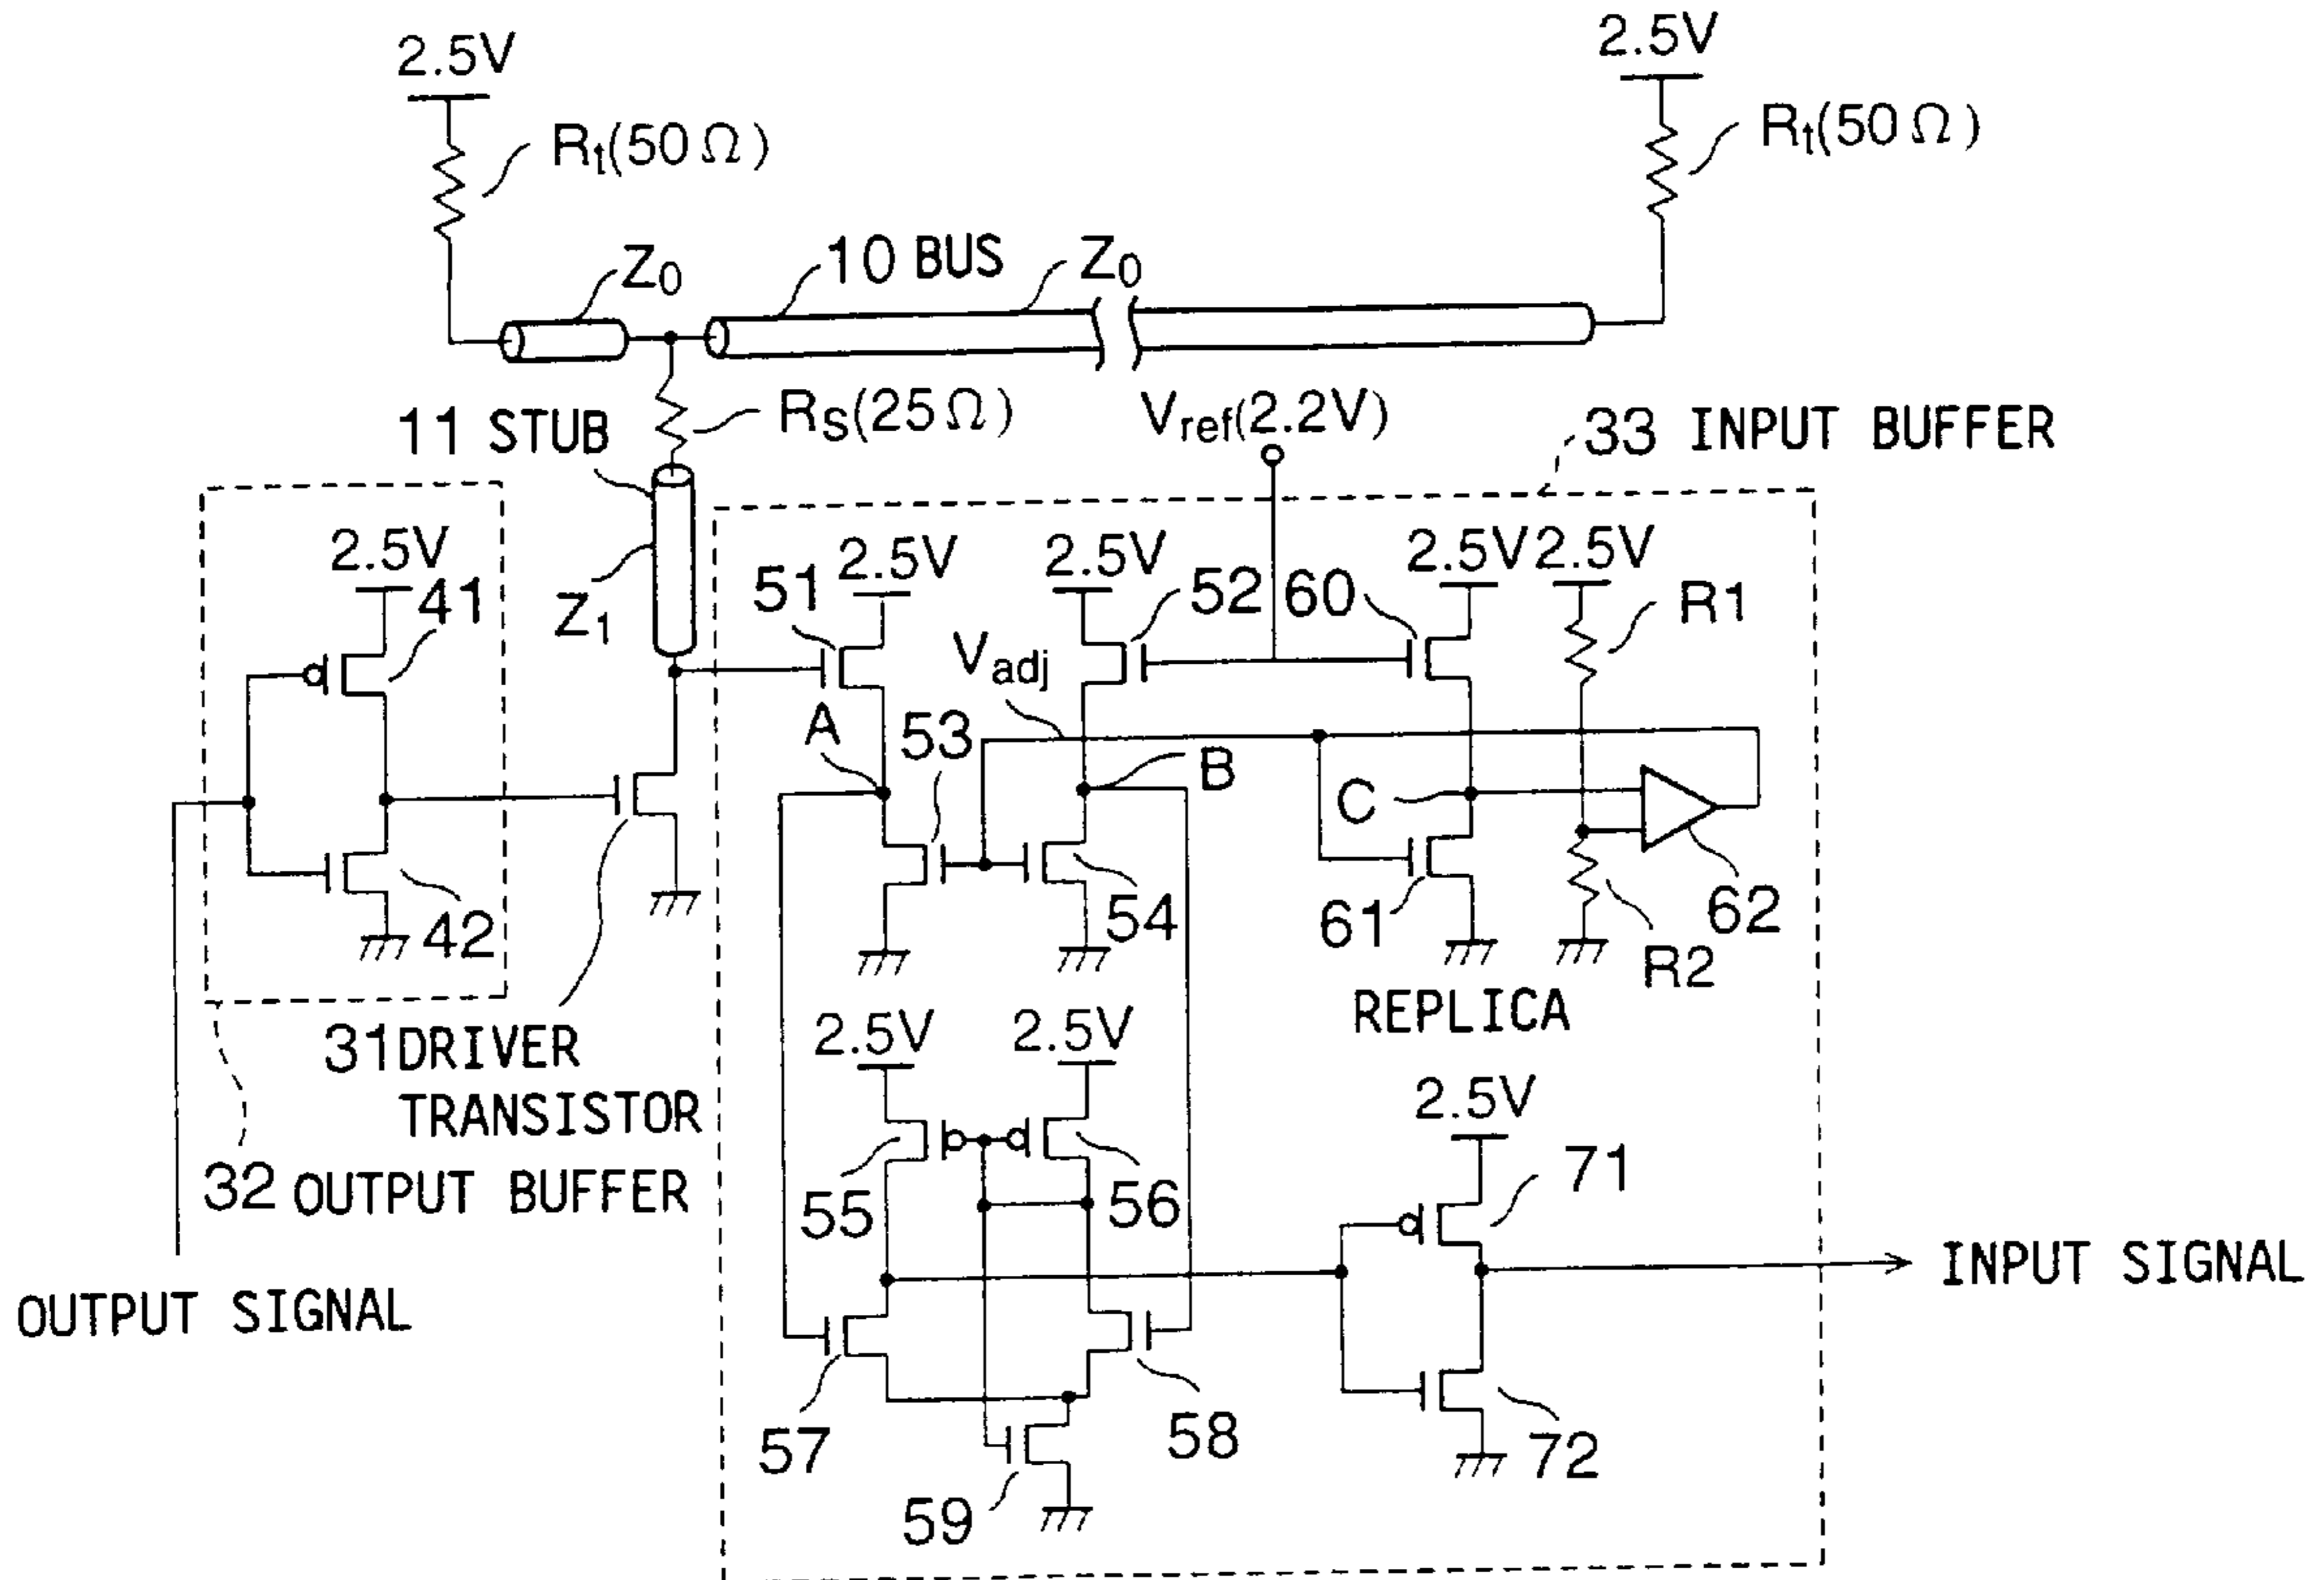 2.5V
2.5V
Rt(50Ω)
Rt(50Ω)
Z0
10 BUS
Z0
11 STUB
RS(25Ω)
Vref(2.2V)
33 INPUT BUFFER
2.5V
41
Z1
51
2.5V
2.5V
52
60
2.5V
2.5V
R1
Vadj
A
53
B
C
42
54
61
62
R2
REPLICA
31 DRIVER
TRANSISTOR
2.5V
2.5V
2.5V
32 OUTPUT BUFFER
55
56
71
OUTPUT SIGNAL
INPUT SIGNAL
57
58
72
59